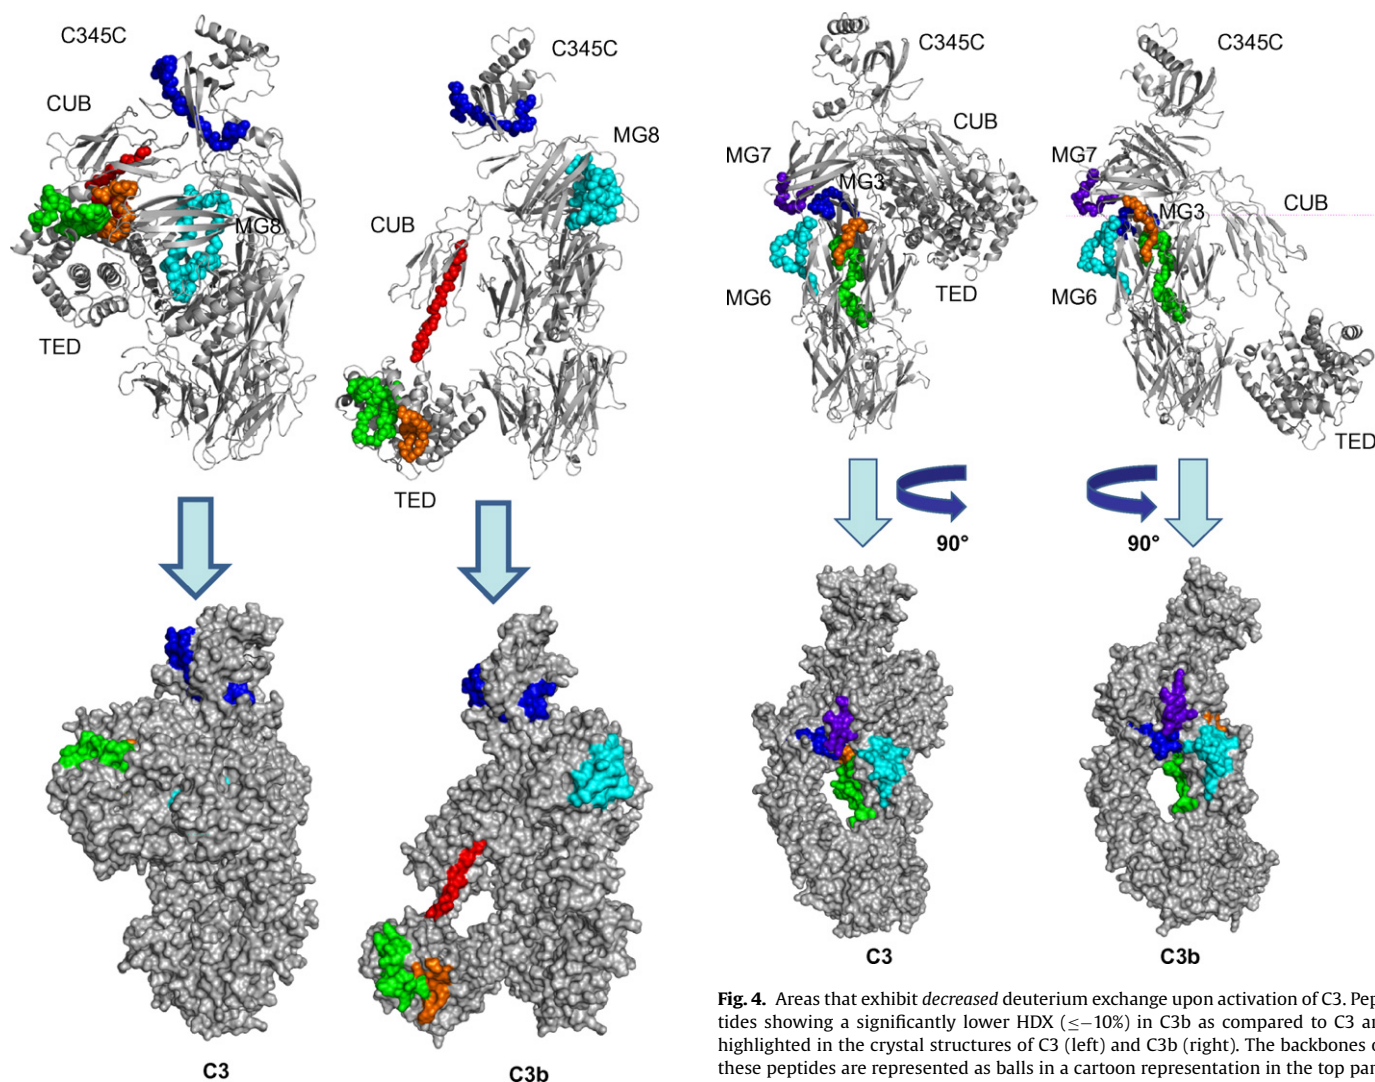 C345C
CUB
MG8
TED
C345C
MG8
CUB
TED
C3
C3b
C345C
CUB
MG7
MG3
MG6
TED
C345C
MG7
MG3
CUB
MG6
TED
90°
90°
C3
C3b
Fig. 4. Areas that exhibit decreased deuterium exchange upon activation of C3. Pep
tides showing a significantly lower HDX (≤−10%) in C3b as compared to C3 ar
highlighted in the crystal structures of C3 (left) and C3b (right). The backbones o
these peptides are represented as balls in a cartoon representation in the top pan